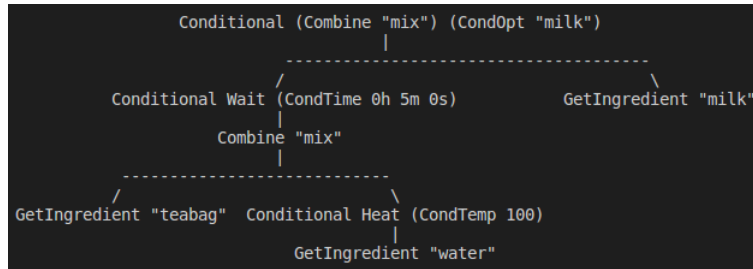 Conditional (Combine "mix") (CondOpt "milk")
|
--------------------------------------
/ \
Conditional Wait (CondTime 0h 5m 0s) GetIngredient "milk"
|
Combine "mix"
|
----------------------------
/ \
GetIngredient "teabag" Conditional Heat (CondTemp 100)
|
GetIngredient "water"